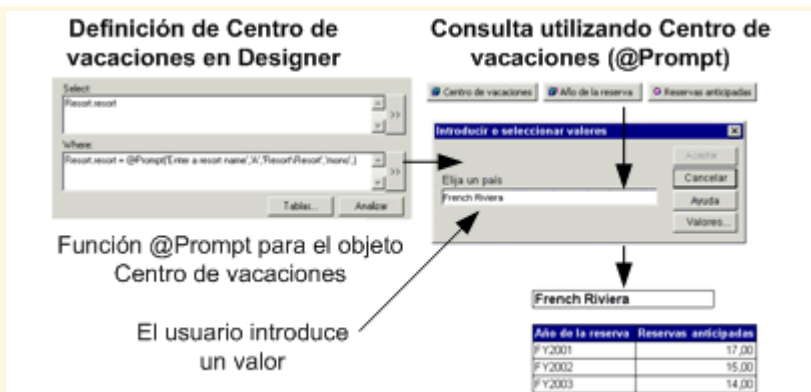 Definición de Centro de
vacaciones en Designer
Select:
Resort.resort
>>
Where:
Resort.resort = @Prompt('Enter a resort name','A','Resort\Resort','mono',)
>>
Tablas...
Analizar
Función @Prompt para el objeto
Centro de vacaciones
El usuario introduce
un valor
Consulta utilizando Centro de
vacaciones (@Prompt)
Centro de vacaciones
Año de la reserva
Reservas anticipadas
Introducir o seleccionar valores
Elija un país
French Riviera
Aceptar
Cancelar
Ayuda
Valores...
French Riviera
Año de la reserva Reservas anticipadas
FY2001 17,00
FY2002 15,00
FY2003 14,00